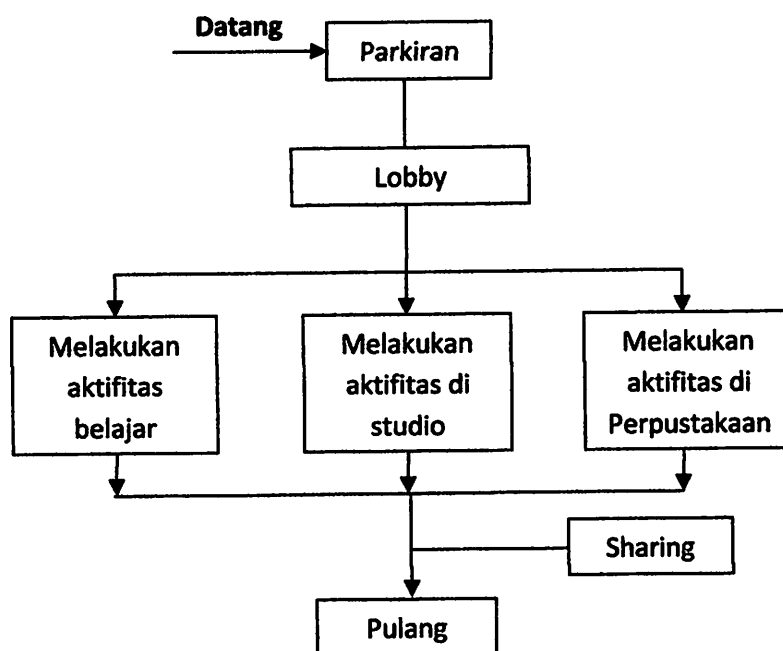 Datang
Parkiran
Lobby
Melakukan
aktifitas
belajar
Melakukan
aktifitas di
studio
Melakukan
aktifitas di
Perpustakaan
Sharing
Pulang